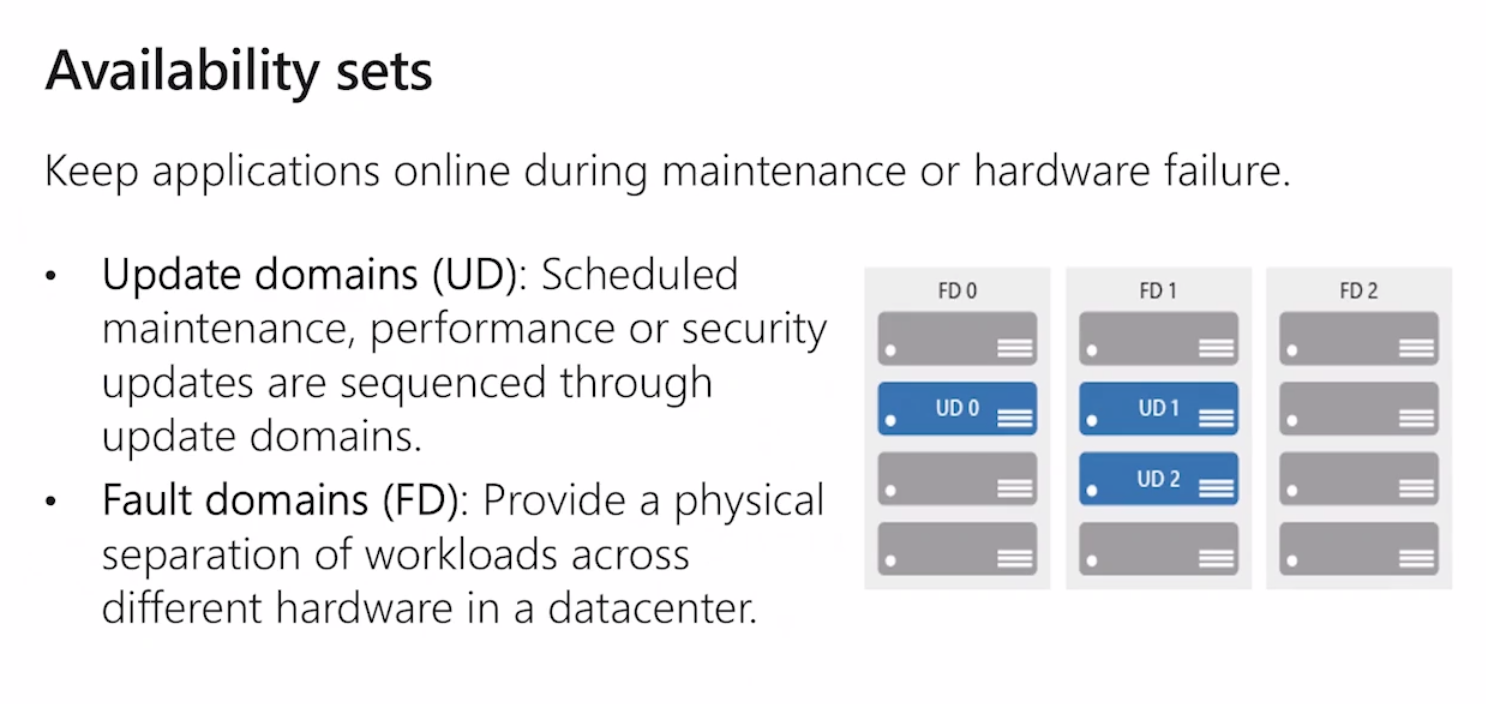 Availability sets
Keep applications online during maintenance or hardware failure.
• Update domains (UD): Scheduled
maintenance, performance or security
updates are sequenced through
update domains.
• Fault domains (FD): Provide a physical
separation of workloads across
different hardware in a datacenter.
FD 0
UD 0
FD 1
UD 1
UD 2
FD 2